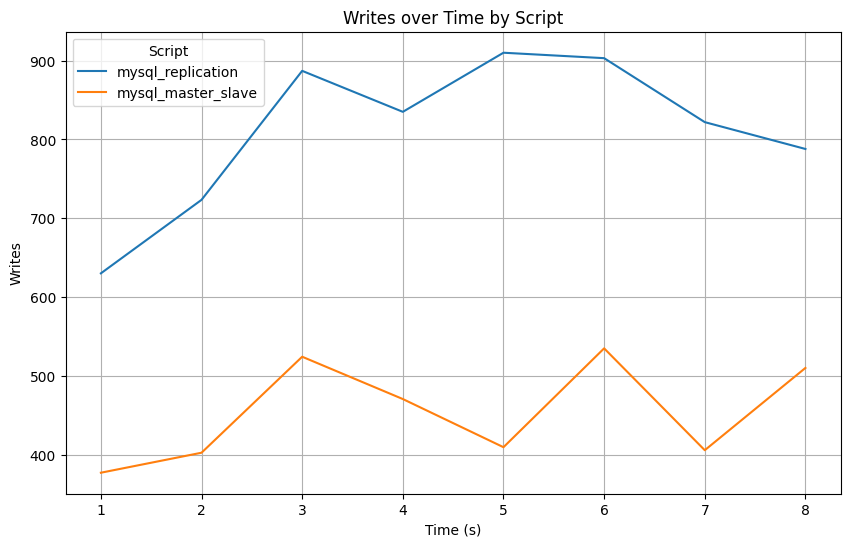 Writes over Time by Script
Script
mysql_replication
mysql_master_slave
Writes
900
800
700
600
500
400
1 2 3 4 5 6 7 8
Time (s)